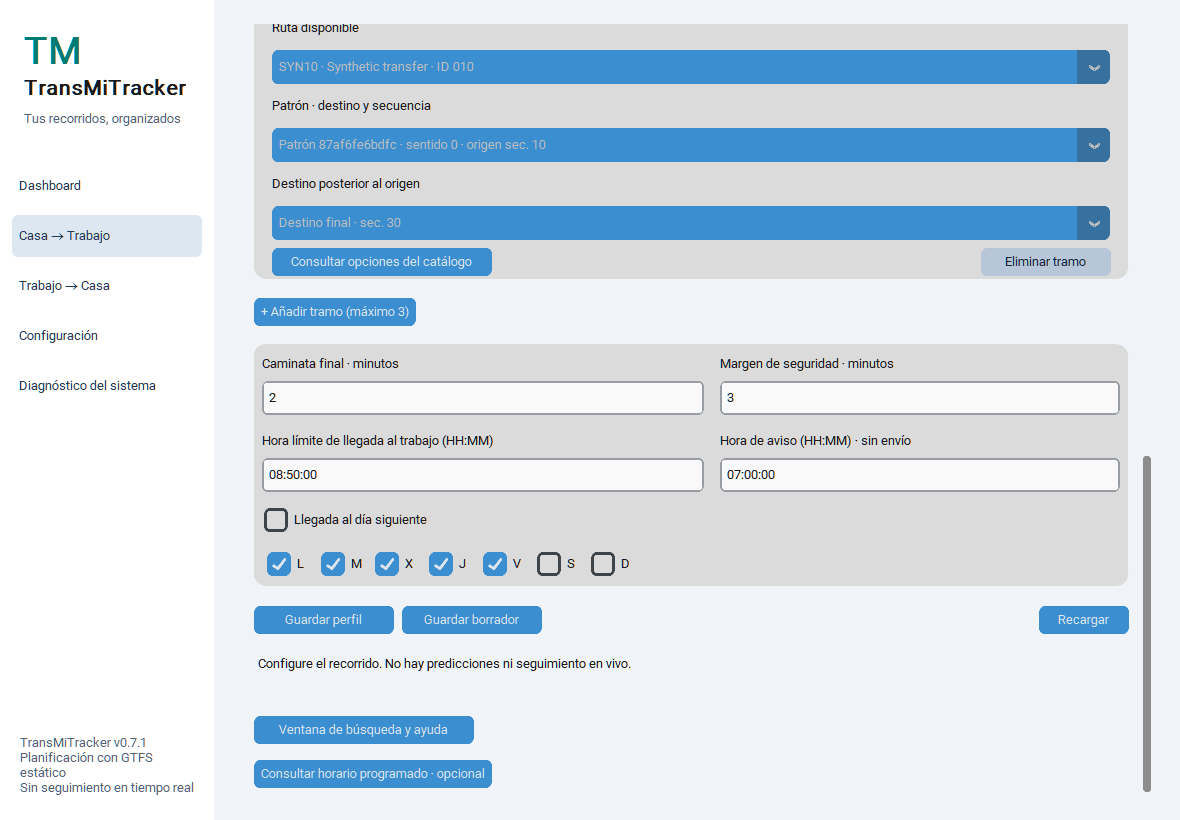 TM
TransMiTracker
Tus recorridos, organizados
Dashboard
Casa → Trabajo
Trabajo → Casa
Configuración
Diagnóstico del sistema
TransMiTracker v0.7.1
Planificación con GTFS
estático
Sin seguimiento en tiempo real
Ruta disponible
SYN10 · Synthetic transfer · ID 010
Patrón · destino y secuencia
Patrón 87af6fe6bdfc · sentido 0 · origen sec. 10
Destino posterior al origen
Destino final · sec. 30
Consultar opciones del catálogo
Eliminar tramo
+ Añadir tramo (máximo 3)
Caminata final · minutos
Margen de seguridad · minutos
2
3
Hora límite de llegada al trabajo (HH:MM)
Hora de aviso (HH:MM) · sin envío
08:50:00
07:00:00
Llegada al día siguiente
L M X J V S D
Guardar perfil
Guardar borrador
Recargar
Configure el recorrido. No hay predicciones ni seguimiento en vivo.
Ventana de búsqueda y ayuda
Consultar horario programado · opcional